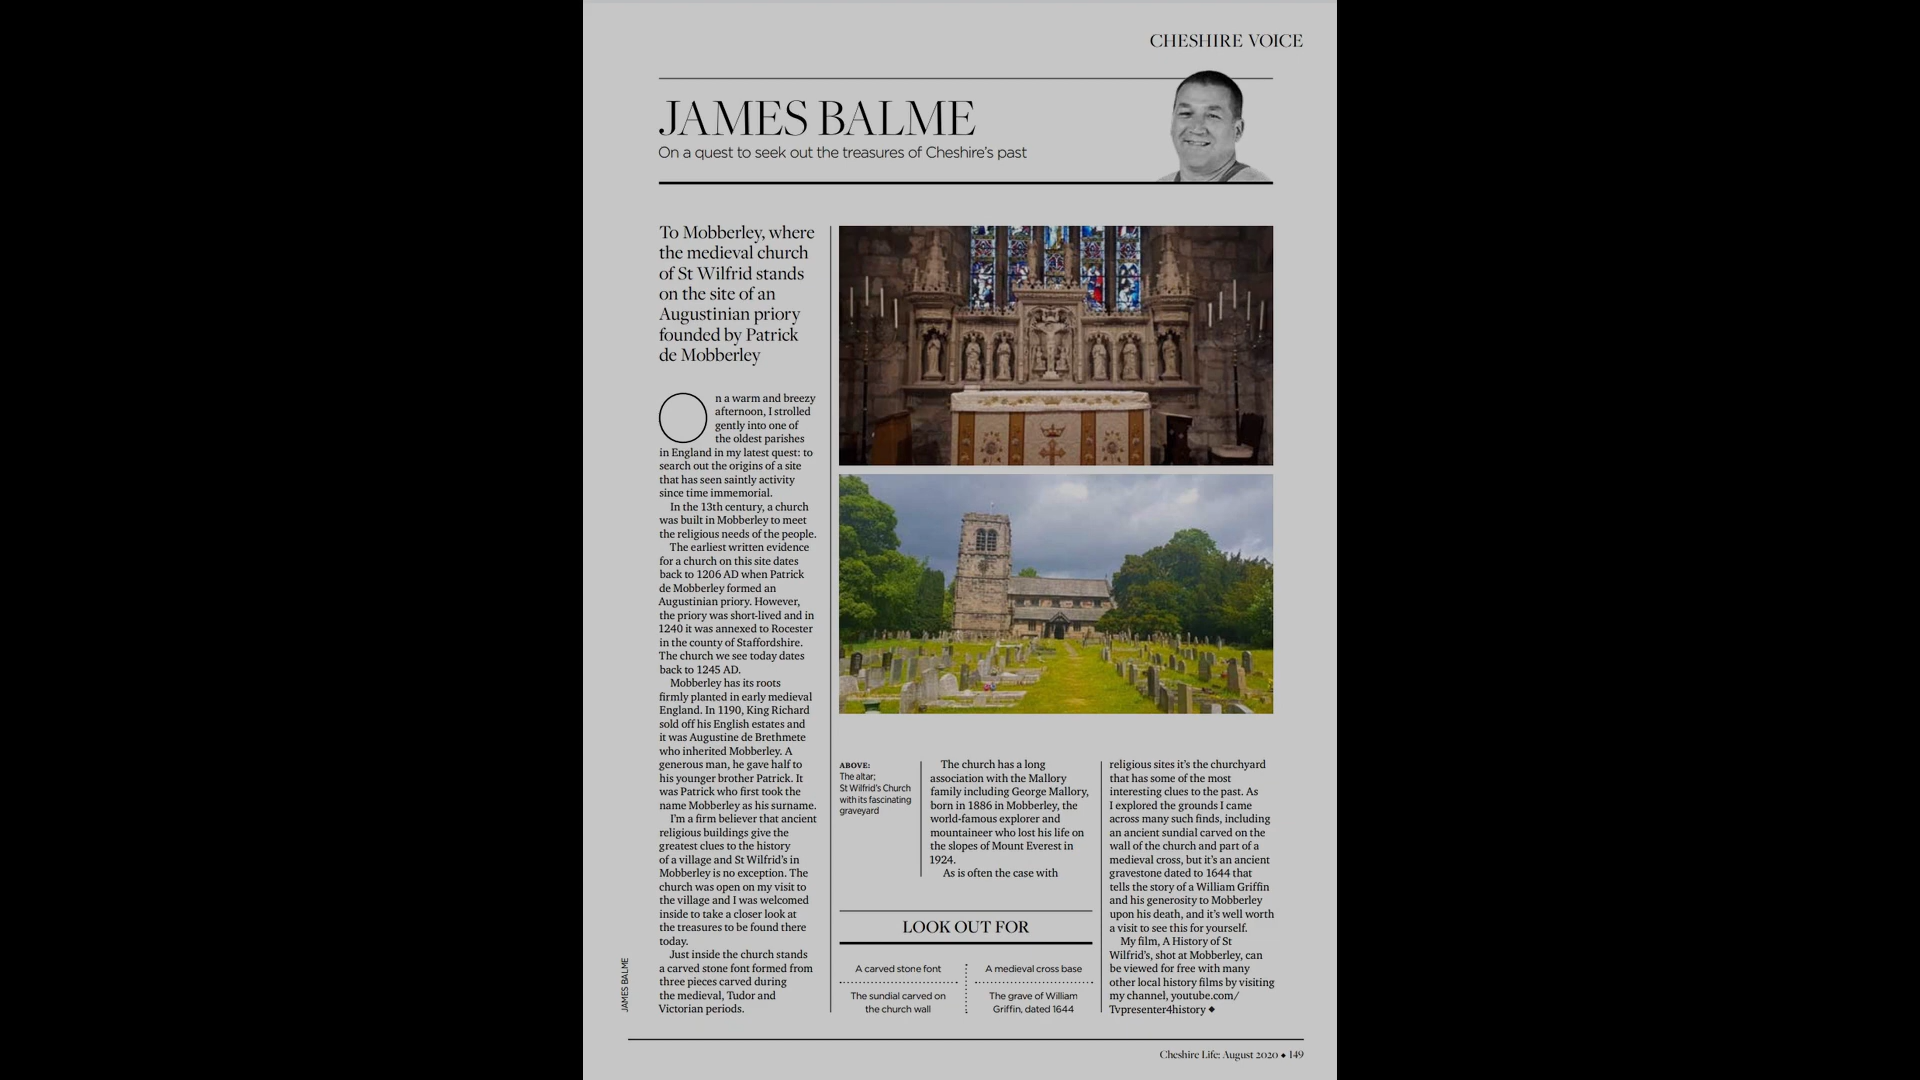 CHESHIRE VOICE
JAMES BALME
On a quest to seek out the treasures of Cheshire's past
To Mobberley, where
the medieval church
of St Wilfrid stands
on the site of an
Augustinian priory
founded by Patrick
de Mobberley
On a warm and breezy
afternoon, I strolled
gently into one of
the oldest parishes
in England in my latest quest: to
search out the origins of a site
that has seen saintly activity
since time immemorial.
In the 13th century, a church
was built in Mobberley to meet
the religious needs of the people.
The earliest written evidence
for a church on this site dates
back to 1206 AD when Patrick
de Mobberley formed an
Augustinian priory. However,
the priory was short-lived and in
1240 it was annexed to Rocester
in the county of Staffordshire.
The church we see today dates
back to 1245 AD.
Mobberley has its roots
firmly planted in early medieval
England. In 1190, King Richard
sold off his English estates and
it was Augustine de Brethmete
who inherited Mobberley. A
generous man, he gave half to
his younger brother Patrick. It
was Patrick who first took the
name Mobberley as his surname.
I'm a firm believer that ancient
religious buildings give the
greatest clues to the history
of a village and St Wilfrid's in
Mobberley is no exception. The
church was open on my visit to
the village and I was welcomed
inside to take a closer look at
the treasures to be found there
today.
Just inside the church stands
a carved stone font formed from
three pieces carved during
the medieval, Tudor and
Victorian periods.
ABOVE:
The altar;
St Wilfrid's Church
with its fascinating
graveyard
The church has a long
association with the Mallory
family including George Mallory,
born in 1886 in Mobberley, the
world-famous explorer and
mountaineer who lost his life on
the slopes of Mount Everest in
1924.
As is often the case with
religious sites it's the churchyard
that has some of the most
interesting clues to the past. As
I explored the grounds I came
across many such finds, including
an ancient sundial carved on the
wall of the church and part of a
medieval cross, but it's an ancient
gravestone dated to 1644 that
tells the story of a William Griffin
and his generosity to Mobberley
upon his death, and it's well worth
a visit to see this for yourself.
My film, A History of St
Wilfrid's, shot at Mobberley, can
be viewed for free with many
other local history films by visiting
my channel, youtube.com/
Tvpresenter4history ◆
LOOK OUT FOR
A carved stone font
The sundial carved on
the church wall
A medieval cross base
The grave of William
Griffin, dated 1644
JAMES BALME
Cheshire Life: August 2020 ◆ 149